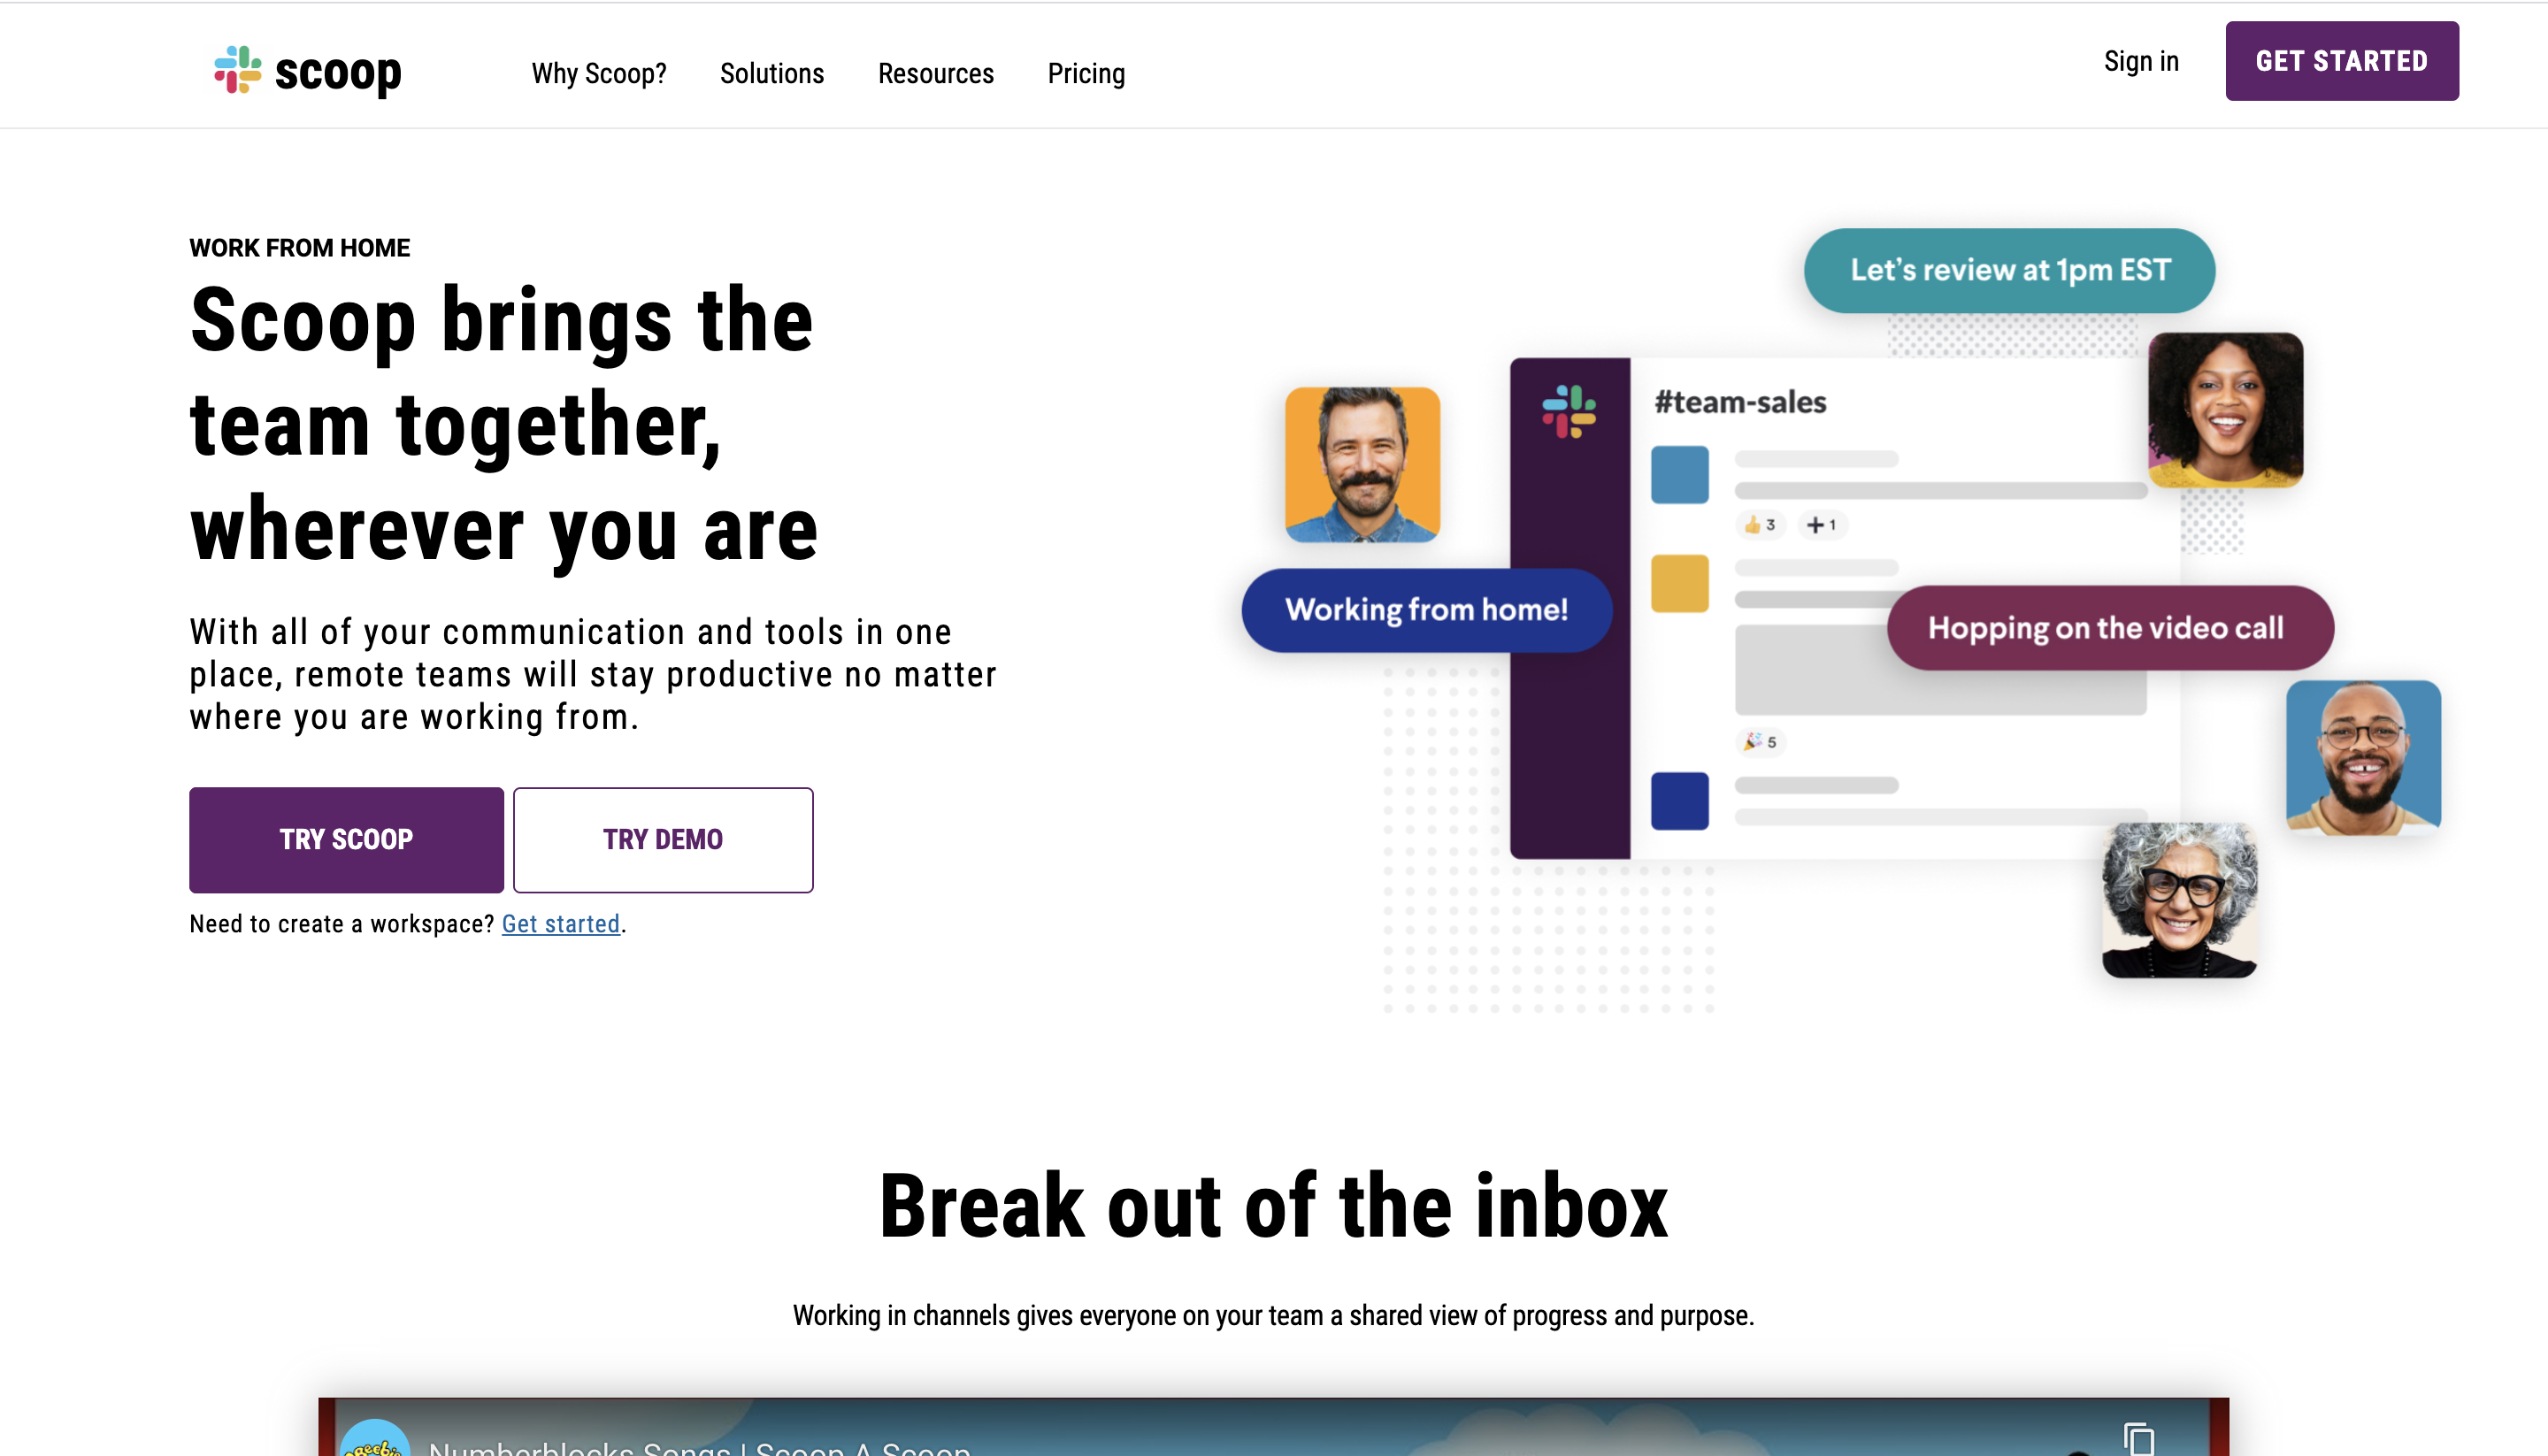 scoop
Why Scoop?
Solutions
Resources
Pricing
Sign in
GET STARTED
WORK FROM HOME
Scoop brings the
team together,
wherever you are
With all of your communication and tools in one
place, remote teams will stay productive no matter
where you are working from.
TRY SCOOP
TRY DEMO
Need to create a workspace? Get started.
Let's review at 1pm EST
#team-sales
3
1
Working from home!
Hopping on the video call
5
Break out of the inbox
Working in channels gives everyone on your team a shared view of progress and purpose.
Numberblocks Songs | Scoop A Scoop